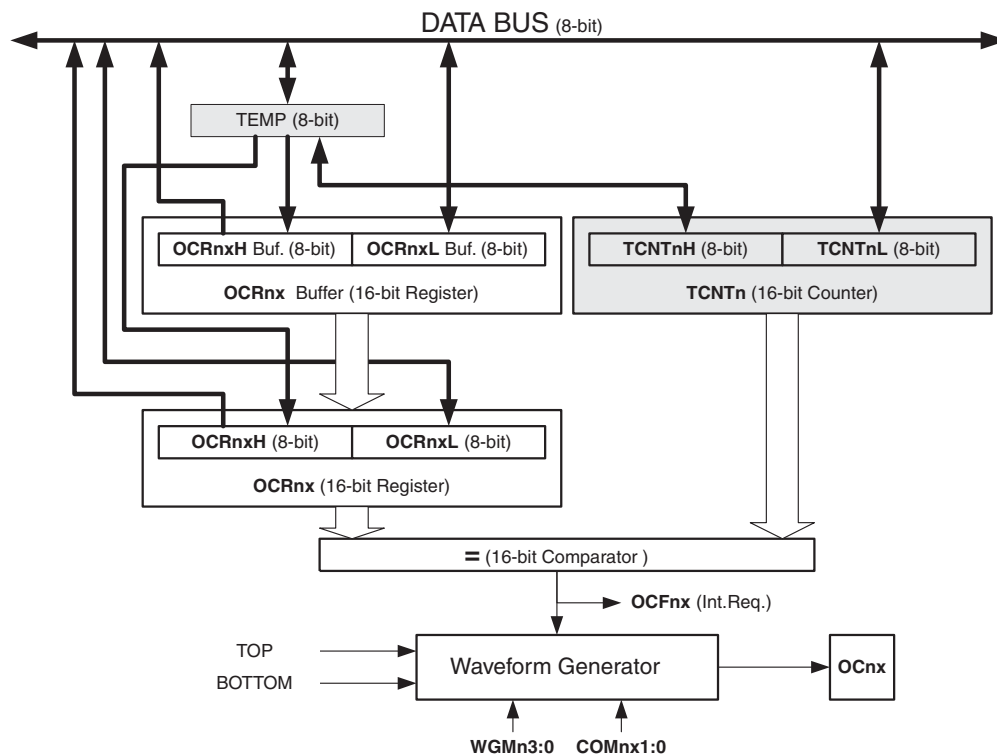 DATA BUS (8-bit)
TEMP (8-bit)
OCRnxH Buf. (8-bit)
OCRnxL Buf. (8-bit)
OCRnx Buffer (16-bit Register)
TCNTnH (8-bit)
TCNTnL (8-bit)
TCNTn (16-bit Counter)
OCRnxH (8-bit)
OCRnxL (8-bit)
OCRnx (16-bit Register)
= (16-bit Comparator )
OCFnx (Int.Req.)
TOP
BOTTOM
Waveform Generator
OCnx
WGMn3:0
COMnx1:0